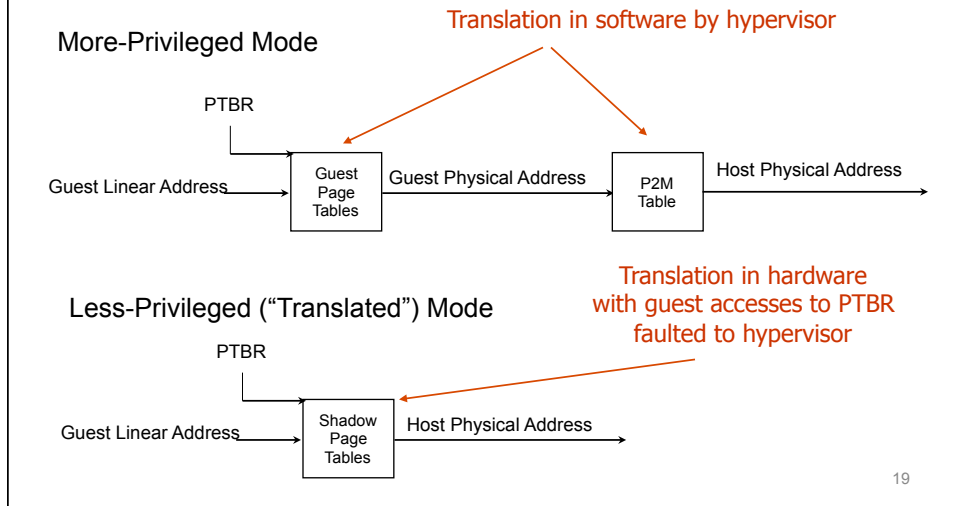 Translation in software by hypervisor
More-Privileged Mode
PTBR
Guest Linear Address
Guest
Page
Tables
Guest Physical Address
P2M
Table
Host Physical Address
Translation in hardware
with guest accesses to PTBR
faulted to hypervisor
Less-Privileged (“Translated”) Mode
PTBR
Guest Linear Address
Shadow
Page
Tables
Host Physical Address
19